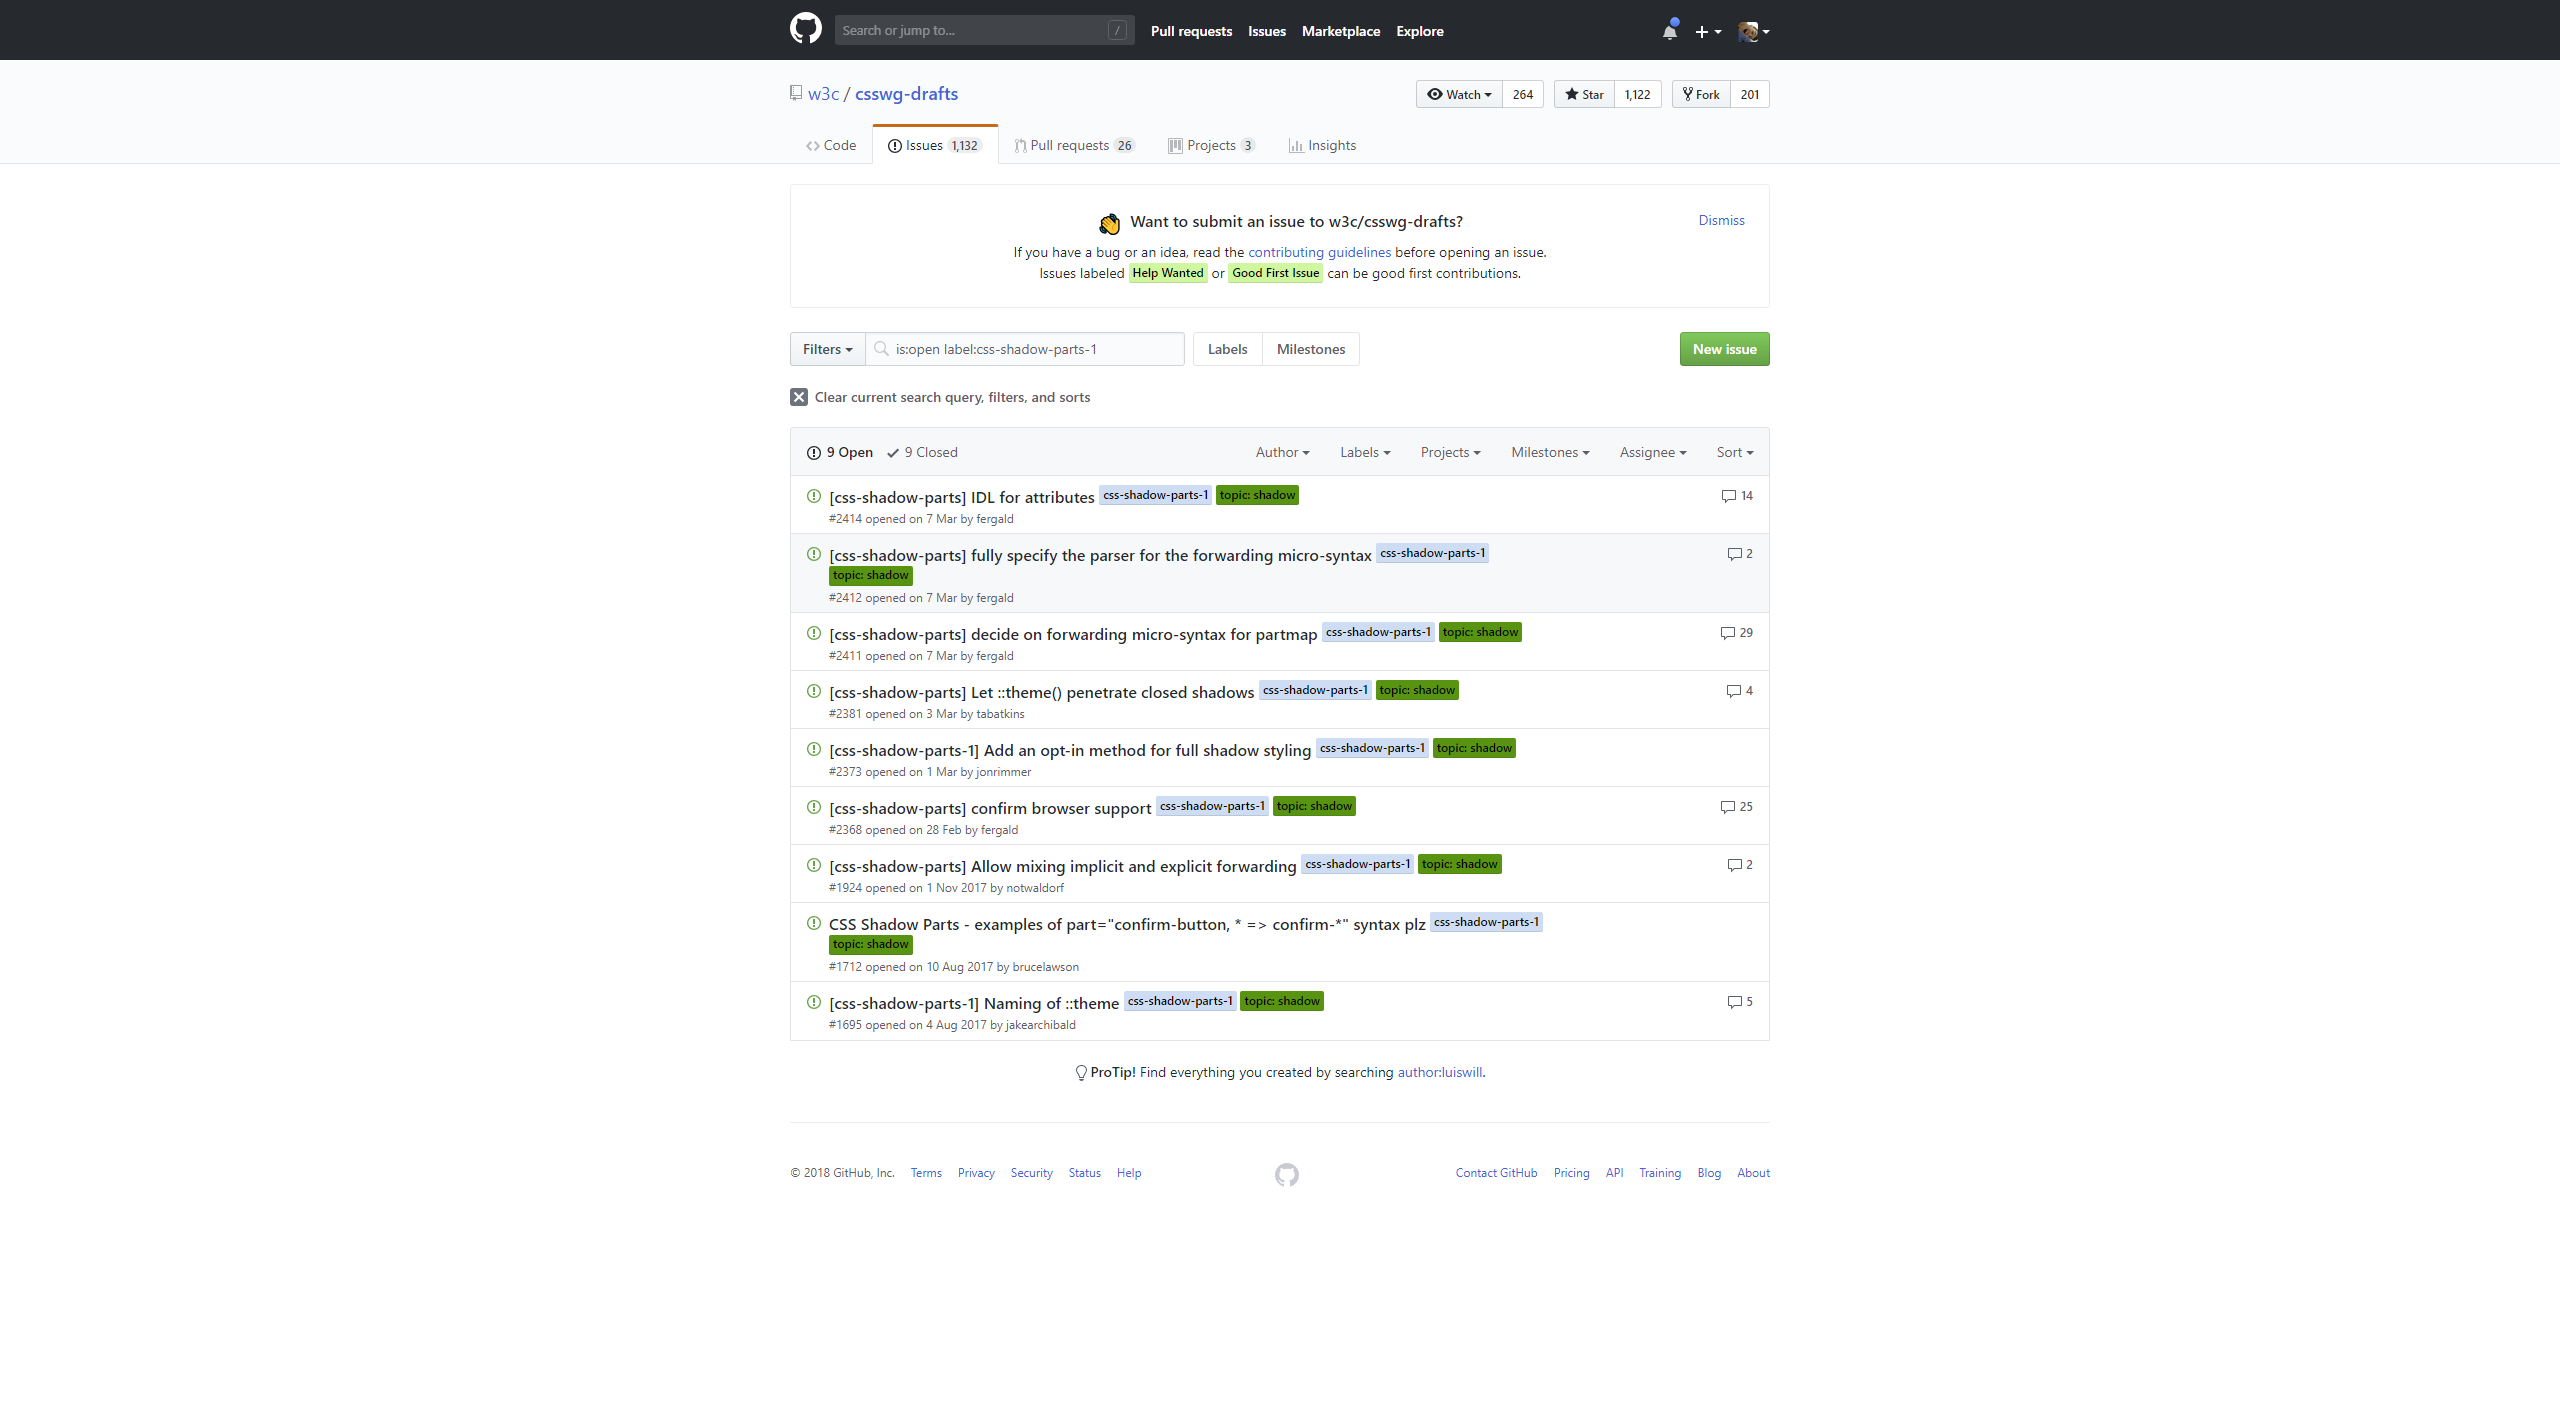 Search or jump to... /
Pull requests Issues Marketplace Explore
w3c / csswg-drafts
Watch 264 Star 1,122 Fork 201
Code Issues 1,132 Pull requests 26 Projects 3 Insights
Want to submit an issue to w3c/csswg-drafts?
Dismiss
If you have a bug or an idea, read the contributing guidelines before opening an issue.
Issues labeled Help Wanted or Good First Issue can be good first contributions.
Filters is:open label:css-shadow-parts-1 Labels Milestones New issue
Clear current search query, filters, and sorts
9 Open 9 Closed Author Labels Projects Milestones Assignee Sort
[css-shadow-parts] IDL for attributes css-shadow-parts-1 topic: shadow 14
#2414 opened on 7 Mar by fergald
[css-shadow-parts] fully specify the parser for the forwarding micro-syntax css-shadow-parts-1 2
topic: shadow
#2412 opened on 7 Mar by fergald
[css-shadow-parts] decide on forwarding micro-syntax for partmap css-shadow-parts-1 topic: shadow 29
#2411 opened on 7 Mar by fergald
[css-shadow-parts] Let ::theme() penetrate closed shadows css-shadow-parts-1 topic: shadow 4
#2381 opened on 3 Mar by tabatkins
[css-shadow-parts-1] Add an opt-in method for full shadow styling css-shadow-parts-1 topic: shadow
#2373 opened on 1 Mar by jonrimmer
[css-shadow-parts] confirm browser support css-shadow-parts-1 topic: shadow 25
#2368 opened on 28 Feb by fergald
[css-shadow-parts] Allow mixing implicit and explicit forwarding css-shadow-parts-1 topic: shadow 2
#1924 opened on 1 Nov 2017 by notwaldorf
CSS Shadow Parts - examples of part="confirm-button, * => confirm-*" syntax plz css-shadow-parts-1
topic: shadow
#1712 opened on 10 Aug 2017 by brucelawson
[css-shadow-parts-1] Naming of ::theme css-shadow-parts-1 topic: shadow 5
#1695 opened on 4 Aug 2017 by jakearchibald
ProTip! Find everything you created by searching author:luiswill.
© 2018 GitHub, Inc. Terms Privacy Security Status Help Contact GitHub Pricing API Training Blog About